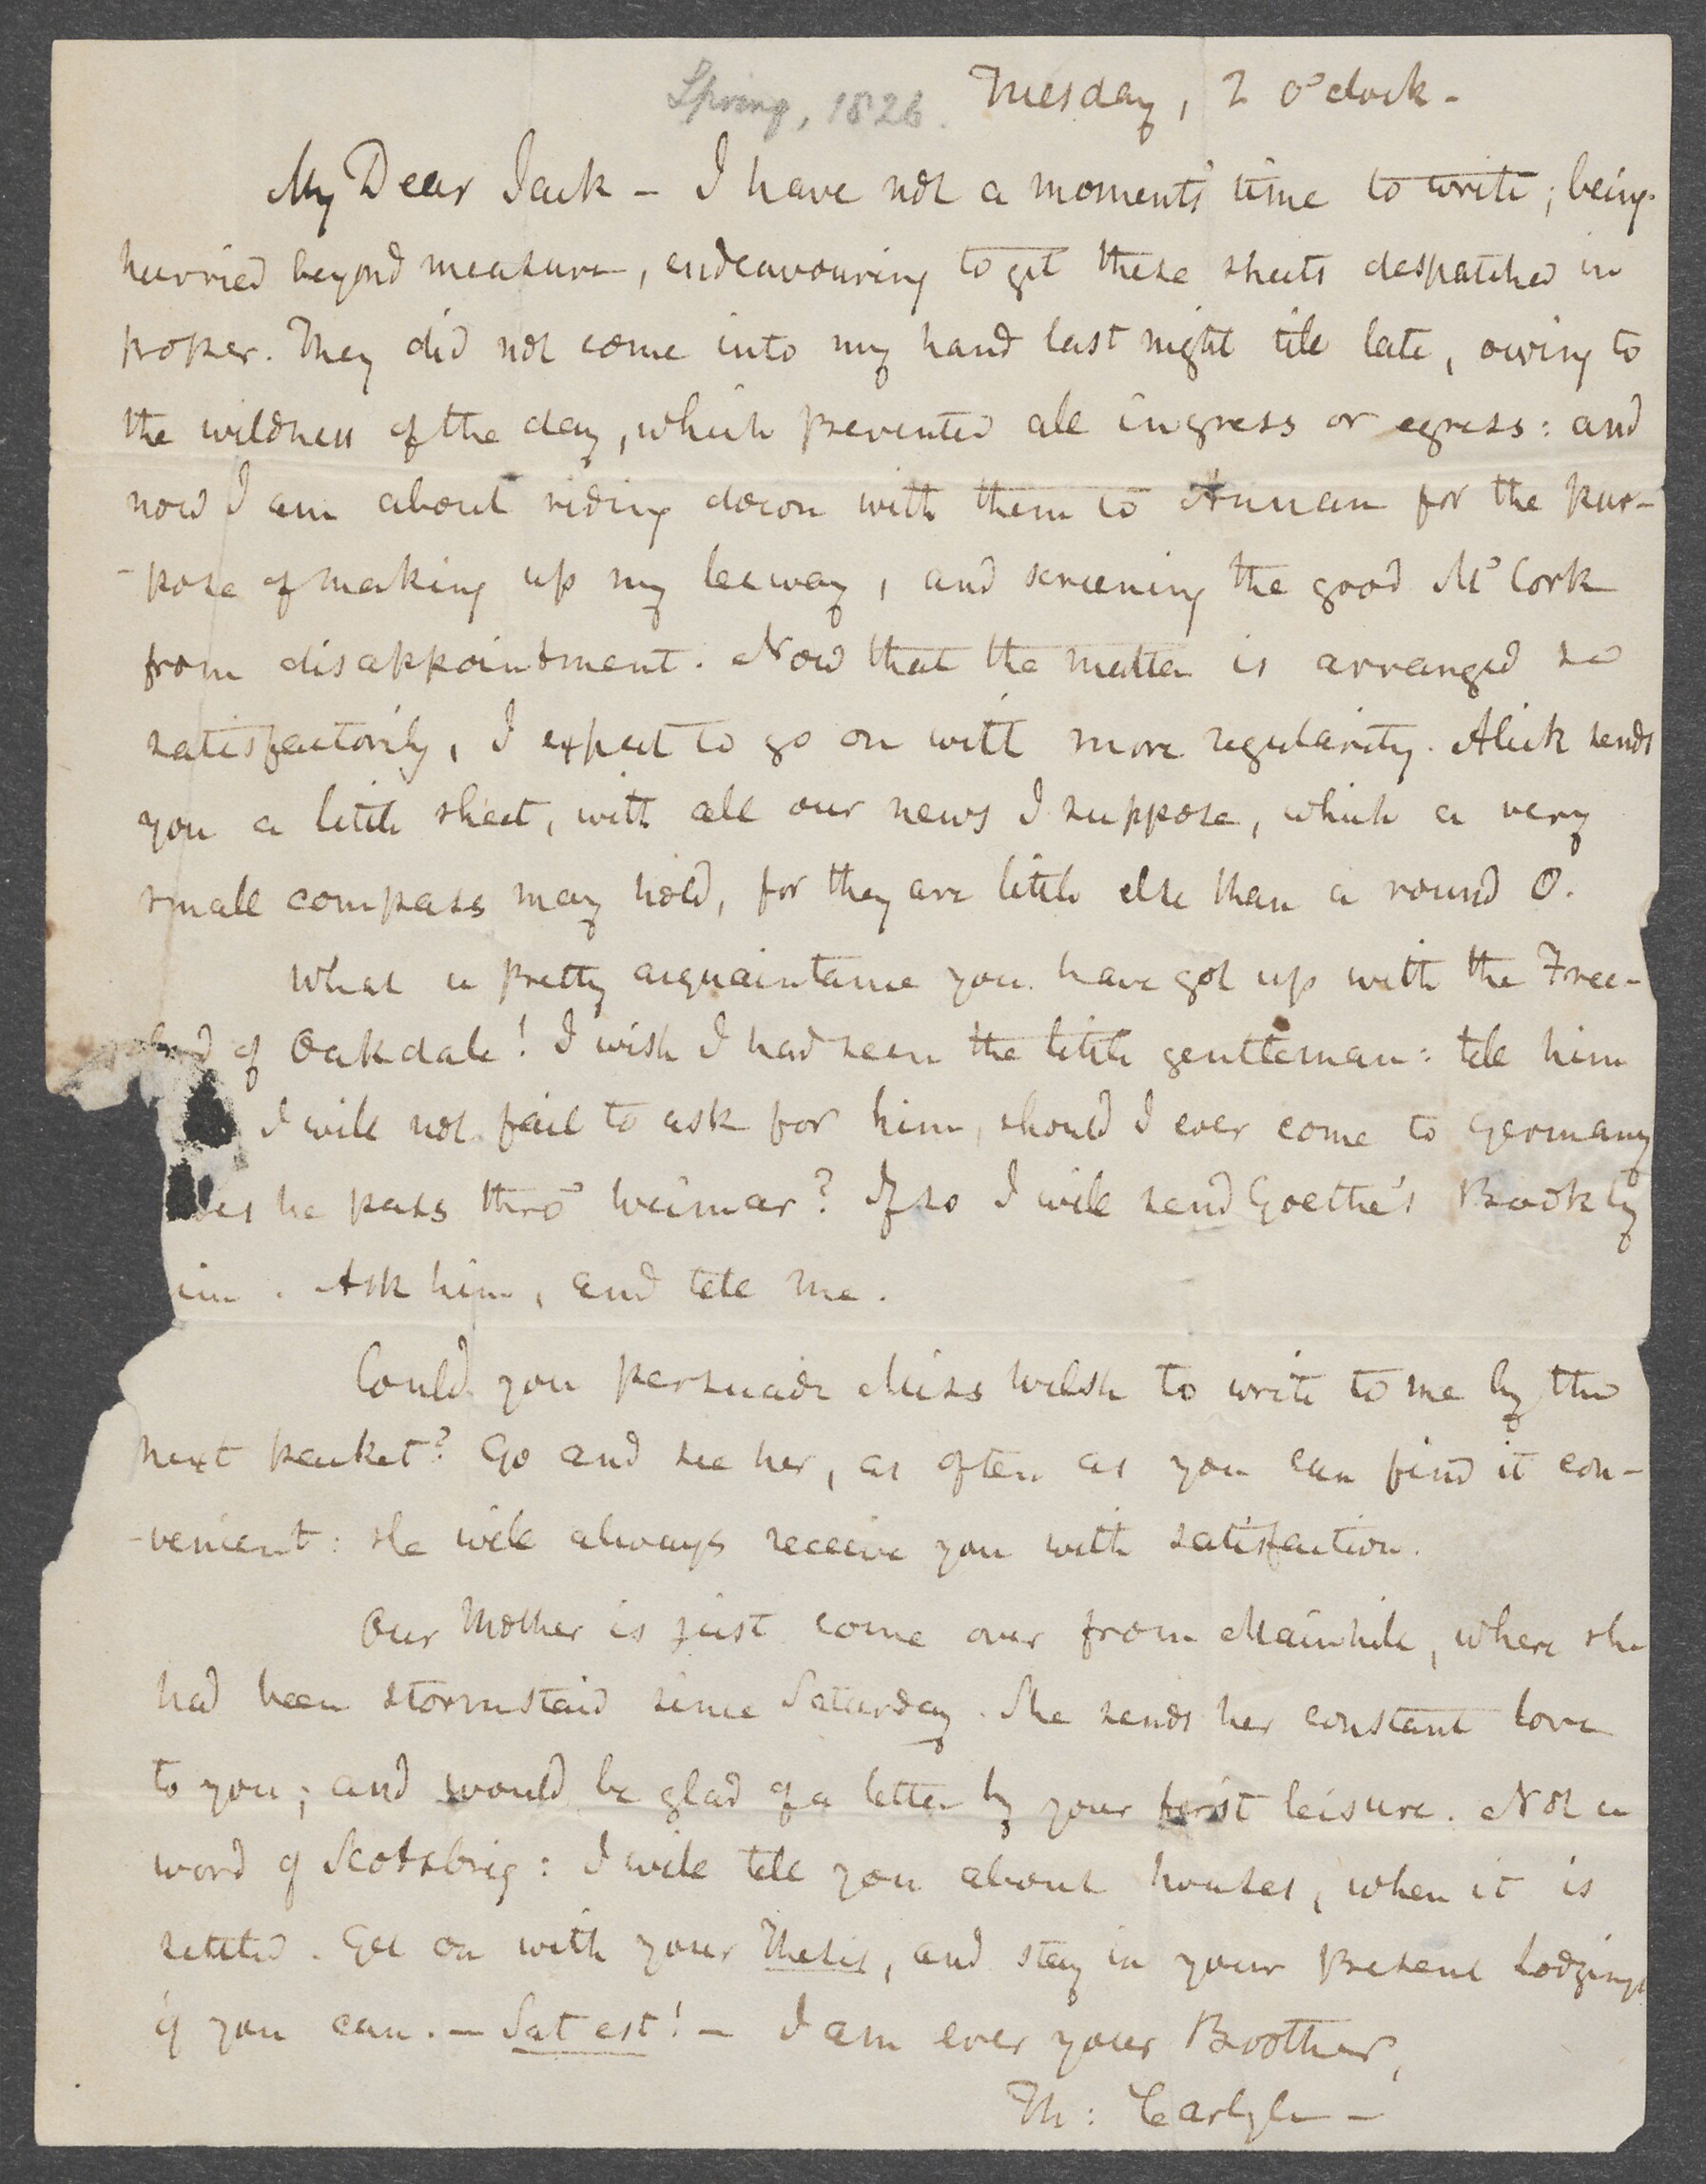 Spring, 1826. Tuesday, 2 o'clock -
My Dear Jack - I have not a moment's time to write; being
hurried beyond measure, endeavouring to get these sheets despatched in
proper. They did not come into my hand last night till late, owing to
the wildness of the day, which prevented all ingress or egress: and
now I am about riding down with them to Annan for the pur-
-pose of making up my leeway, and screening the good McCork
from disappointment. Now that the matter is arranged so
satisfactorily, I expect to go on with more regularity. Alick sends
you a little sheet, with all our news I suppose, which a very
small compass may hold, for they are little else than a round O.
What a pretty acquaintance you have got up with the Free-
of Oakdale! I wish I had seen the little gentleman: tell him
I will not fail to ask for him, should I ever come to Germany
oes he pass thro' Weimar? If so I will send Goethe's Book by
im. Ask him, and tell me.
Could you persuade Miss Welsh to write to me by the
next packet? Go and see her, as often as you can find it con-
-venient: she will always receive you with satisfaction.
Our Mother is just come over from Mainhill, where she
had been stormstaid since Saturday. She sends her constant love
to you; and would be glad of a letter by your first leisure. Not a
word of Scotsbrig: I will tell you about houses, when it is
settled. Get on with your Thesis, and stay in your present Lodgings
if you can. - Sat est! - I am ever your Brother,
Th: Carlyle -